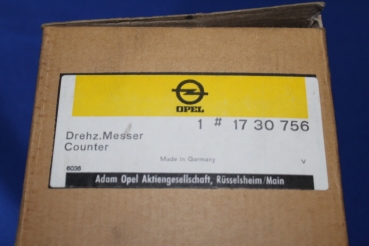 OPEL
1 # 17 30 756
Drehz.Messer
Counter
Made in Germany
6036 V
Adam Opel Aktiengesellschaft, Rüsselsheim/Main